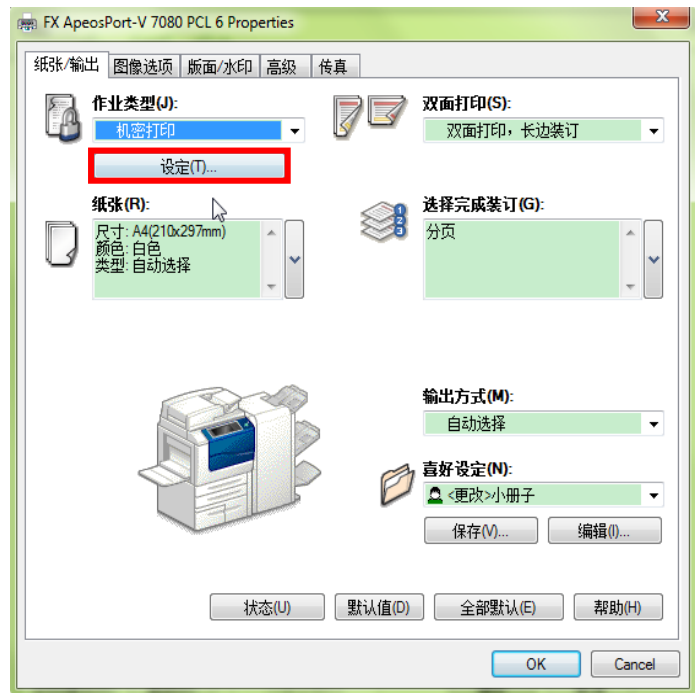 FX ApeosPort-V 7080 PCL 6 Properties
纸张/输出 图像选项 版面/水印 高级 传真
作业类型(J):
机密打印
设定(T)...
双面打印(S):
双面打印，长边装订
纸张(R):
尺寸: A4(210x297mm)
颜色: 白色
类型: 自动选择
选择完成装订(G):
分页
1
2
3
输出方式(M):
自动选择
喜好设定(N):
<更改>小册子
保存(V)... 编辑(I)...
状态(U) 默认值(D) 全部默认(E) 帮助(H)
OK Cancel